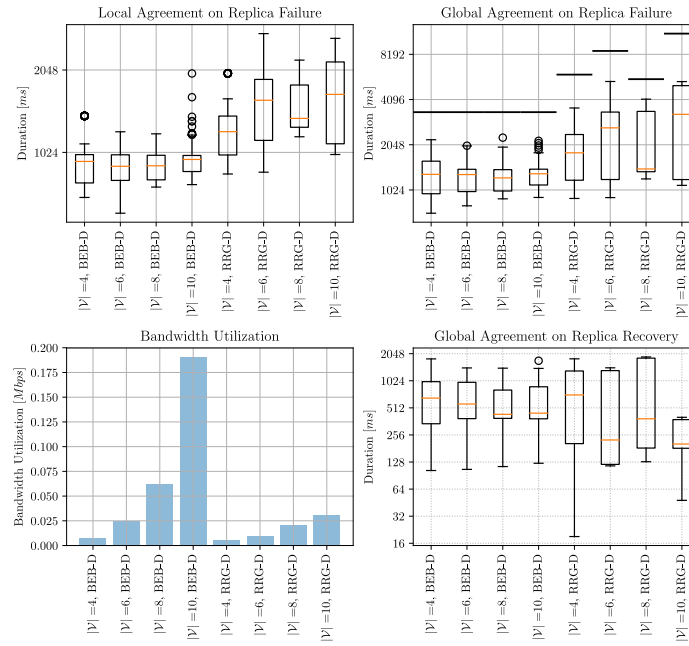 Local Agreement on Replica Failure
Duration [ms]
2048
1024
|V| =4, BEB-D
|V| =6, BEB-D
|V| =8, BEB-D
|V| =10, BEB-D
|V| =4, RRG-D
|V| =6, RRG-D
|V| =8, RRG-D
|V| =10, RRG-D
Global Agreement on Replica Failure
Duration [ms]
8192
4096
2048
1024
|V| =4, BEB-D
|V| =6, BEB-D
|V| =8, BEB-D
|V| =10, BEB-D
|V| =4, RRG-D
|V| =6, RRG-D
|V| =8, RRG-D
|V| =10, RRG-D
Bandwidth Utilization
Bandwidth Utilization [Mbps]
0.200
0.175
0.150
0.125
0.100
0.075
0.050
0.025
0.000
|V| =4, BEB-D
|V| =6, BEB-D
|V| =8, BEB-D
|V| =10, BEB-D
|V| =4, RRG-D
|V| =6, RRG-D
|V| =8, RRG-D
|V| =10, RRG-D
Global Agreement on Replica Recovery
Duration [ms]
2048
1024
512
256
128
64
32
16
|V| =4, BEB-D
|V| =6, BEB-D
|V| =8, BEB-D
|V| =10, BEB-D
|V| =4, RRG-D
|V| =6, RRG-D
|V| =8, RRG-D
|V| =10, RRG-D